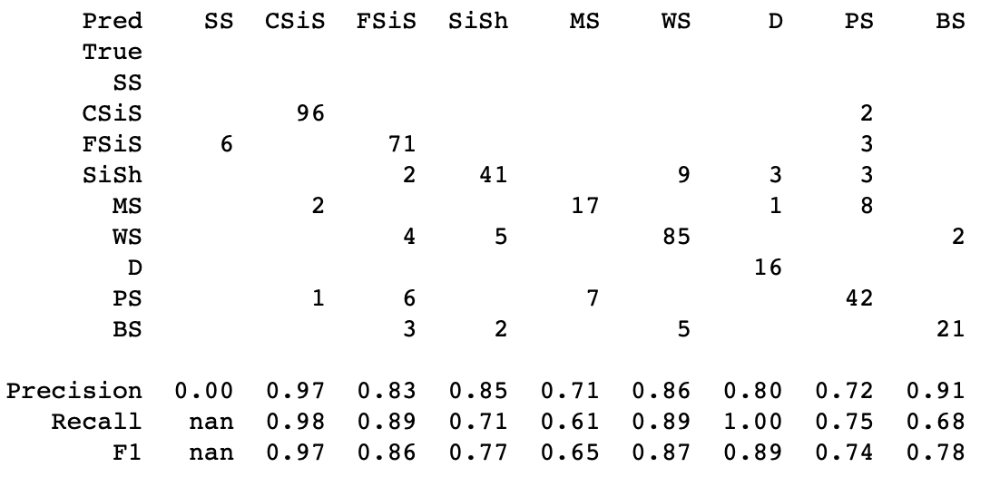 Pred SS CSiS FSiS SiSh MS WS D PS BS
True
SS
CSiS 96 2
FSiS 6 71 3
SiSh 2 41 9 3 3
MS 2 17 1 8
WS 4 5 85 2
D 16
PS 1 6 7 42
BS 3 2 5 21
Precision 0.00 0.97 0.83 0.85 0.71 0.86 0.80 0.72 0.91
Recall nan 0.98 0.89 0.71 0.61 0.89 1.00 0.75 0.68
F1 nan 0.97 0.86 0.77 0.65 0.87 0.89 0.74 0.78